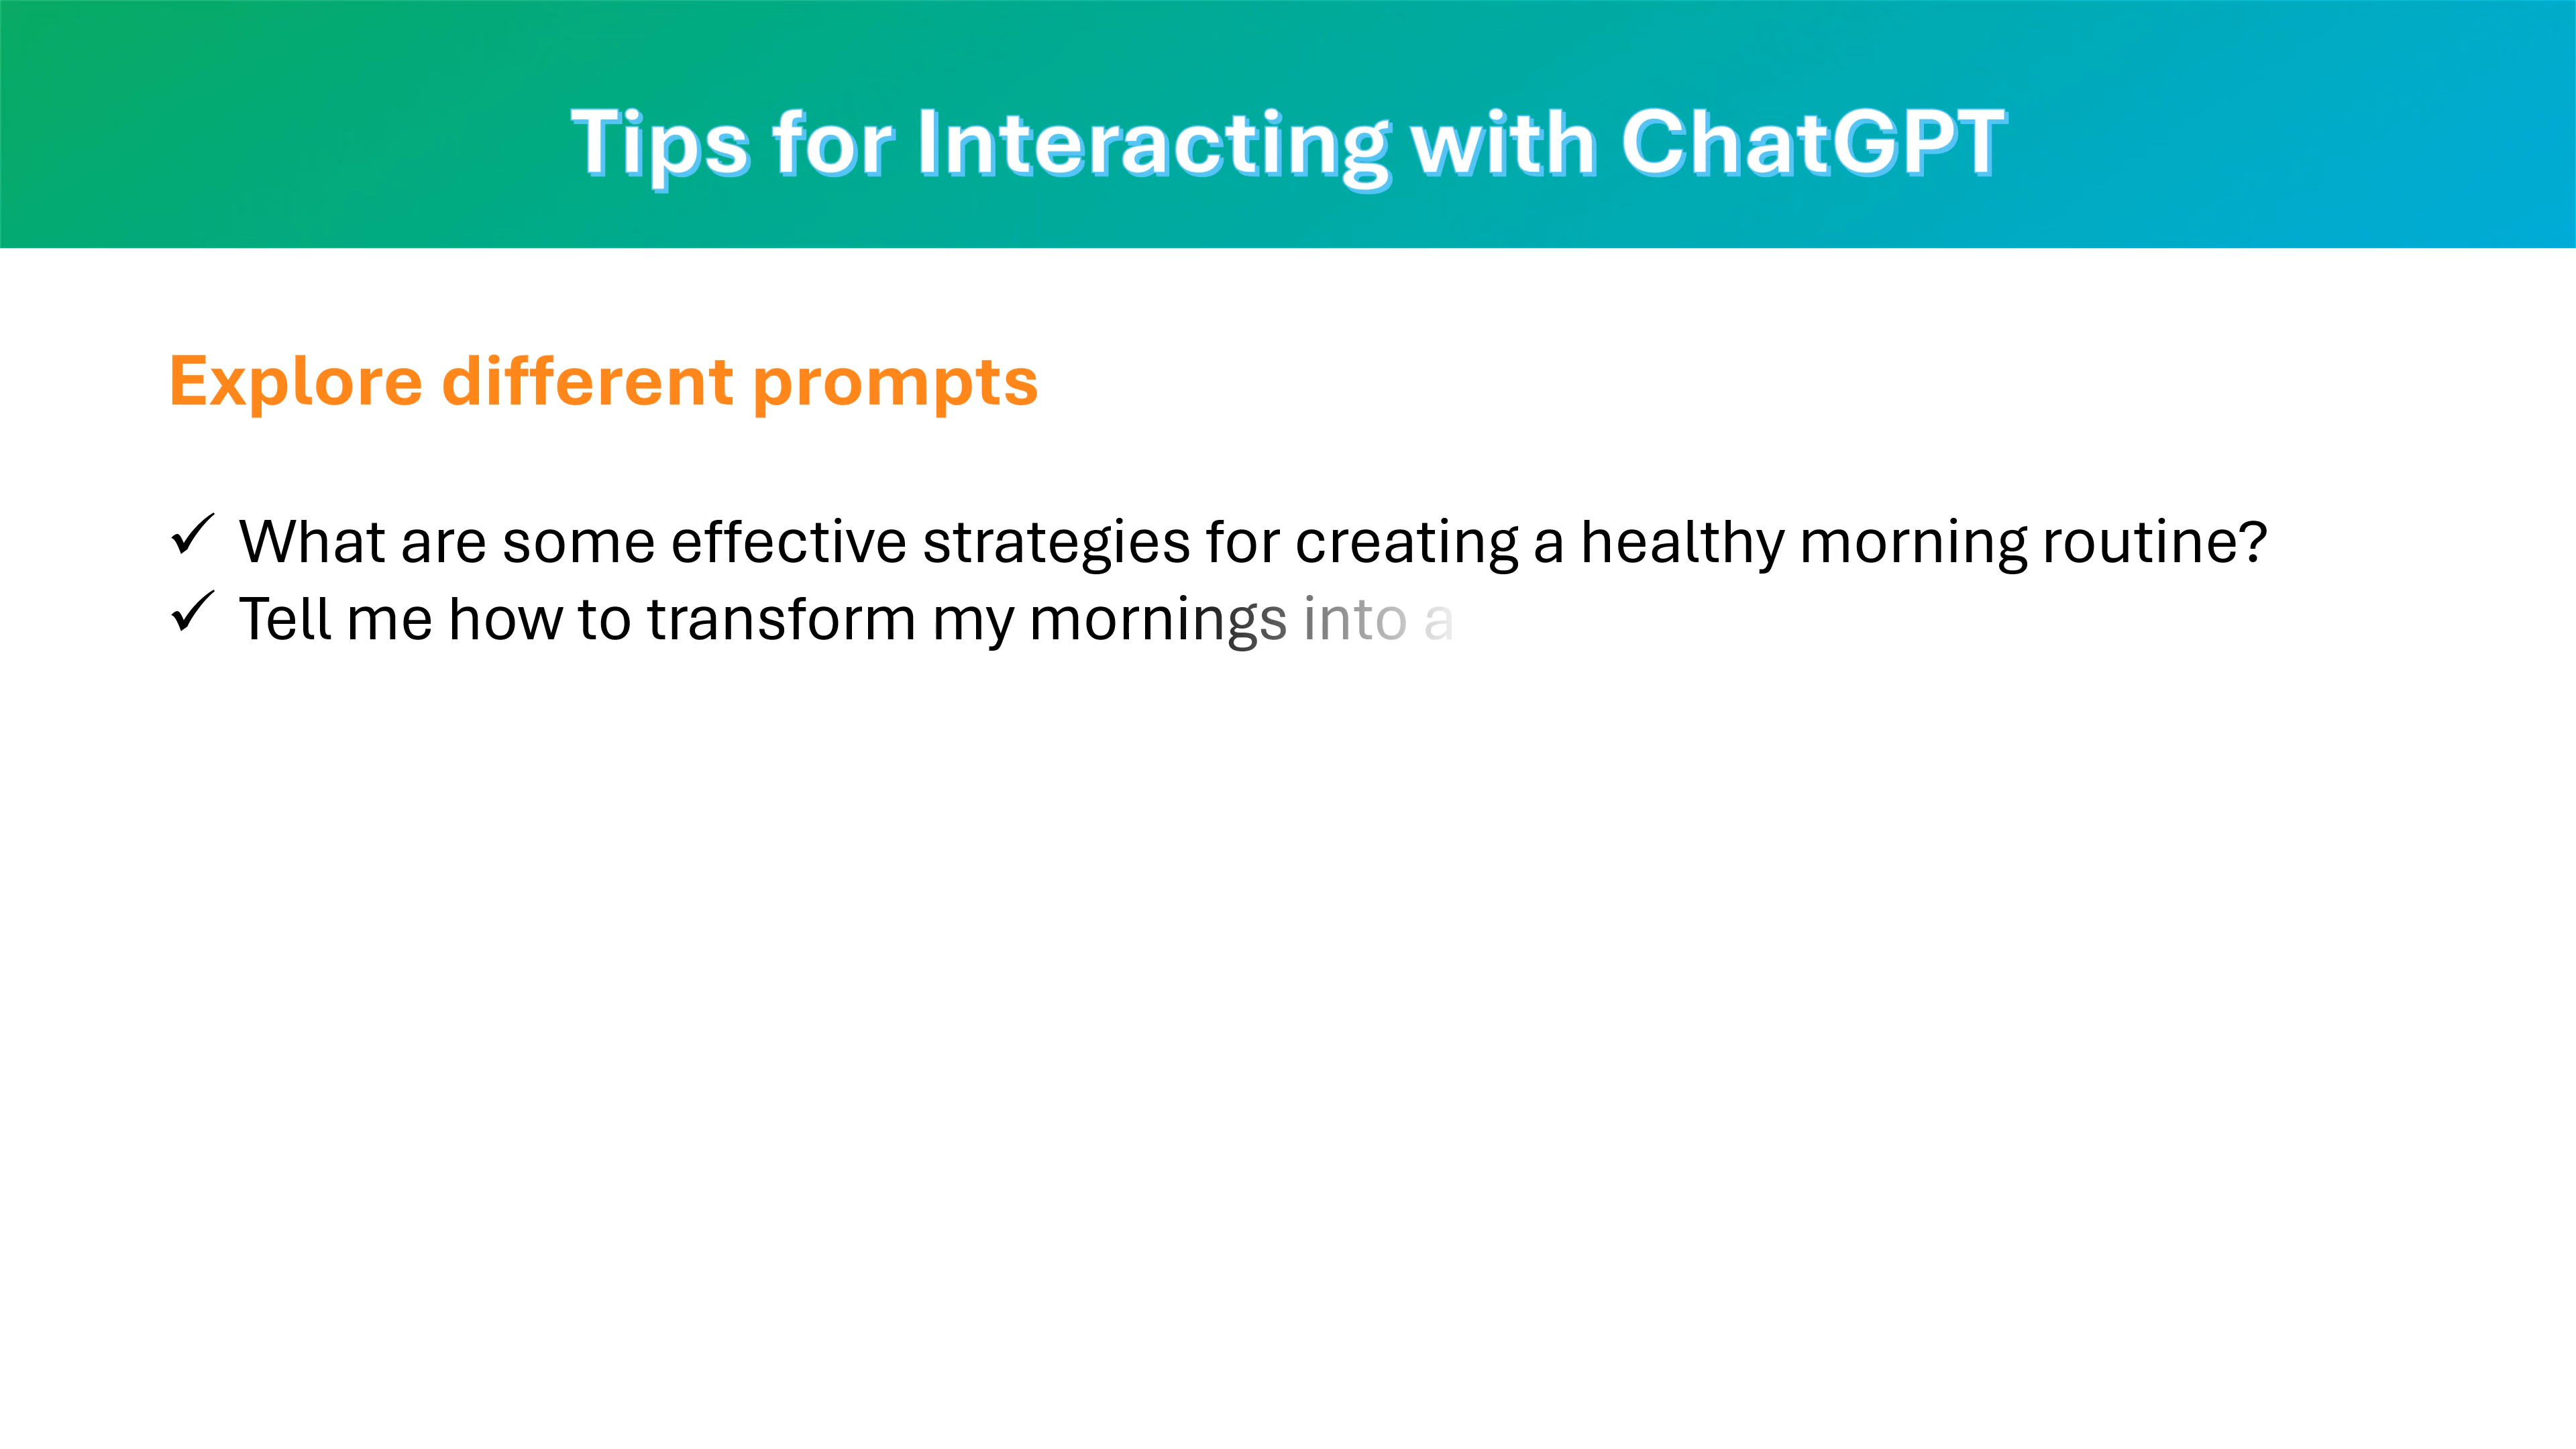 Tips for Interacting with ChatGPT
Explore different prompts
✓ What are some effective strategies for creating a healthy morning routine?
✓ Tell me how to transform my mornings into a